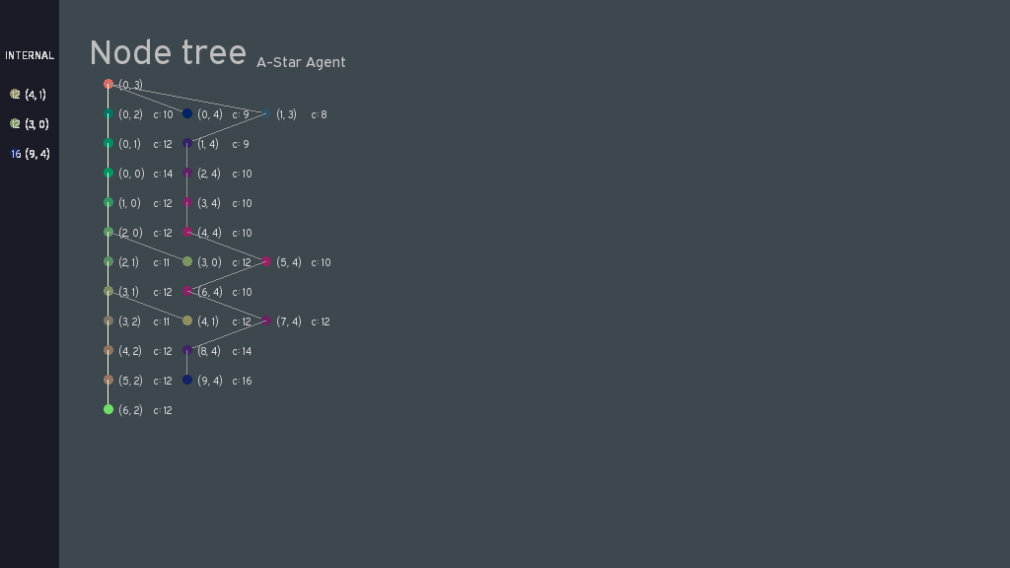 INTERNAL
Node tree A-Star Agent
(0, 3)
12 (4, 1)
(0, 2) c: 10 (0, 4) c: 9 (1, 3) c: 8
12 (3, 0)
(0, 1) c: 12 (1, 4) c: 9
16 (9, 4)
(0, 0) c: 14 (2, 4) c: 10
(1, 0) c: 12 (3, 4) c: 10
(2, 0) c: 12 (4, 4) c: 10
(2, 1) c: 11 (3, 0) c: 12 (5, 4) c: 10
(3, 1) c: 12 (6, 4) c: 10
(3, 2) c: 11 (4, 1) c: 12 (7, 4) c: 12
(4, 2) c: 12 (8, 4) c: 14
(5, 2) c: 12 (9, 4) c: 16
(6, 2) c: 12